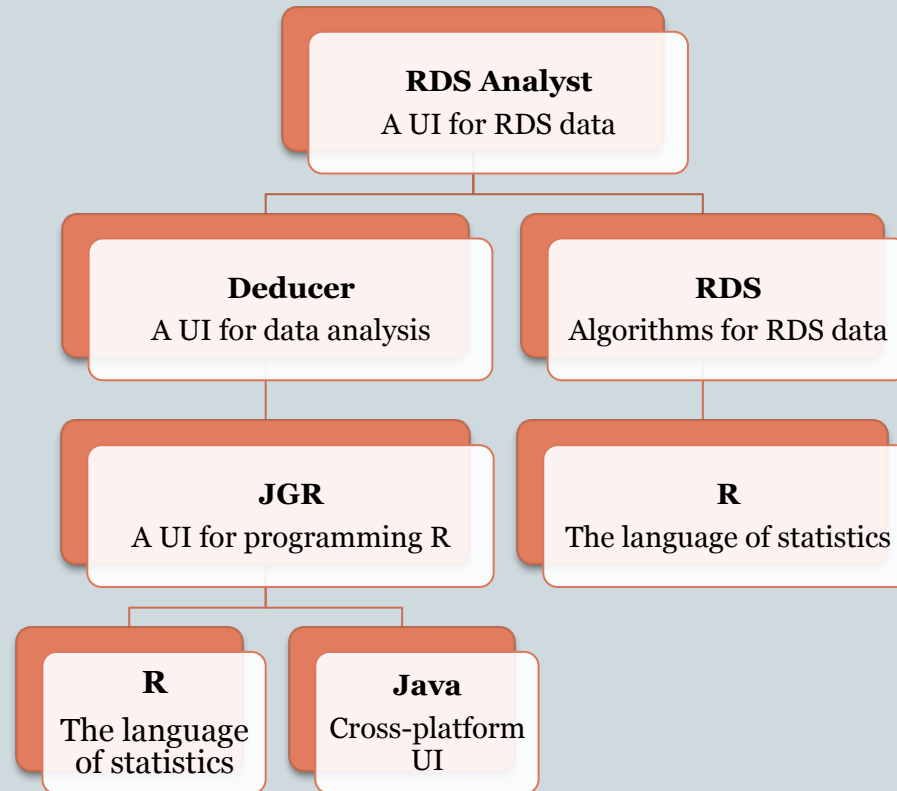 RDS Analyst
A UI for RDS data
Deducer
A UI for data analysis
RDS
Algorithms for RDS data
JGR
A UI for programming R
R
The language of statistics
R
The language
of statistics
Java
Cross-platform
UI